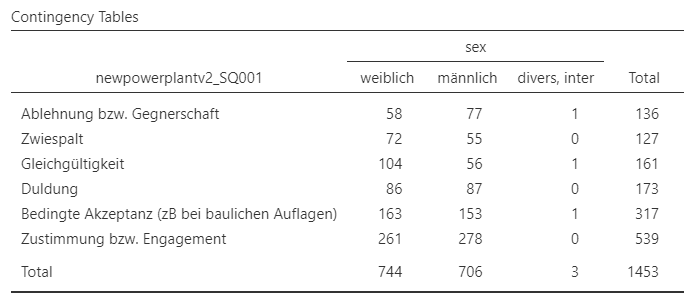 Contingency Tables
sex
newpowerplantv2_SQ001 weiblich männlich divers, inter Total
Ablehnung bzw. Gegnerschaft 58 77 1 136
Zwiespalt 72 55 0 127
Gleichgültigkeit 104 56 1 161
Duldung 86 87 0 173
Bedingte Akzeptanz (zB bei baulichen Auflagen) 163 153 1 317
Zustimmung bzw. Engagement 261 278 0 539
Total 744 706 3 1453